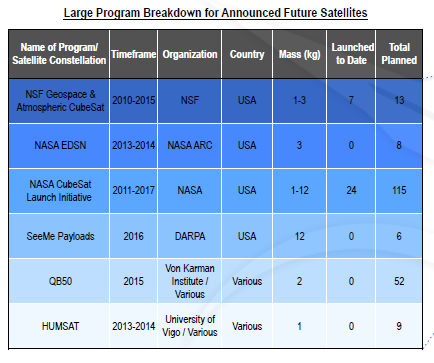 Large Program Breakdown for Announced Future Satellites
Name of Program/ Satellite Constellation Timeframe Organization Country Mass (kg) Launched to Date Total Planned
NSF Geospace & Atmospheric CubeSat 2010-2015 NSF USA 1-3 7 13
NASA EDSN 2013-2014 NASA ARC USA 3 0 8
NASA CubeSat Launch Initiative 2011-2017 NASA USA 1-12 24 115
SeeMe Payloads 2016 DARPA USA 12 0 6
QB50 2015 Von Karman Institute / Various Various 2 0 52
HUMSAT 2013-2014 University of Vigo / Various Various 1 0 9